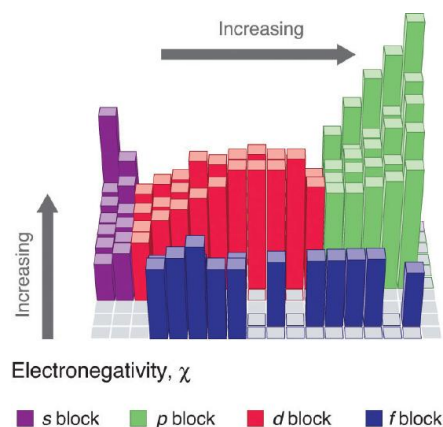 Increasing
Increasing
Electronegativity, χ
s block
p block
d block
f block